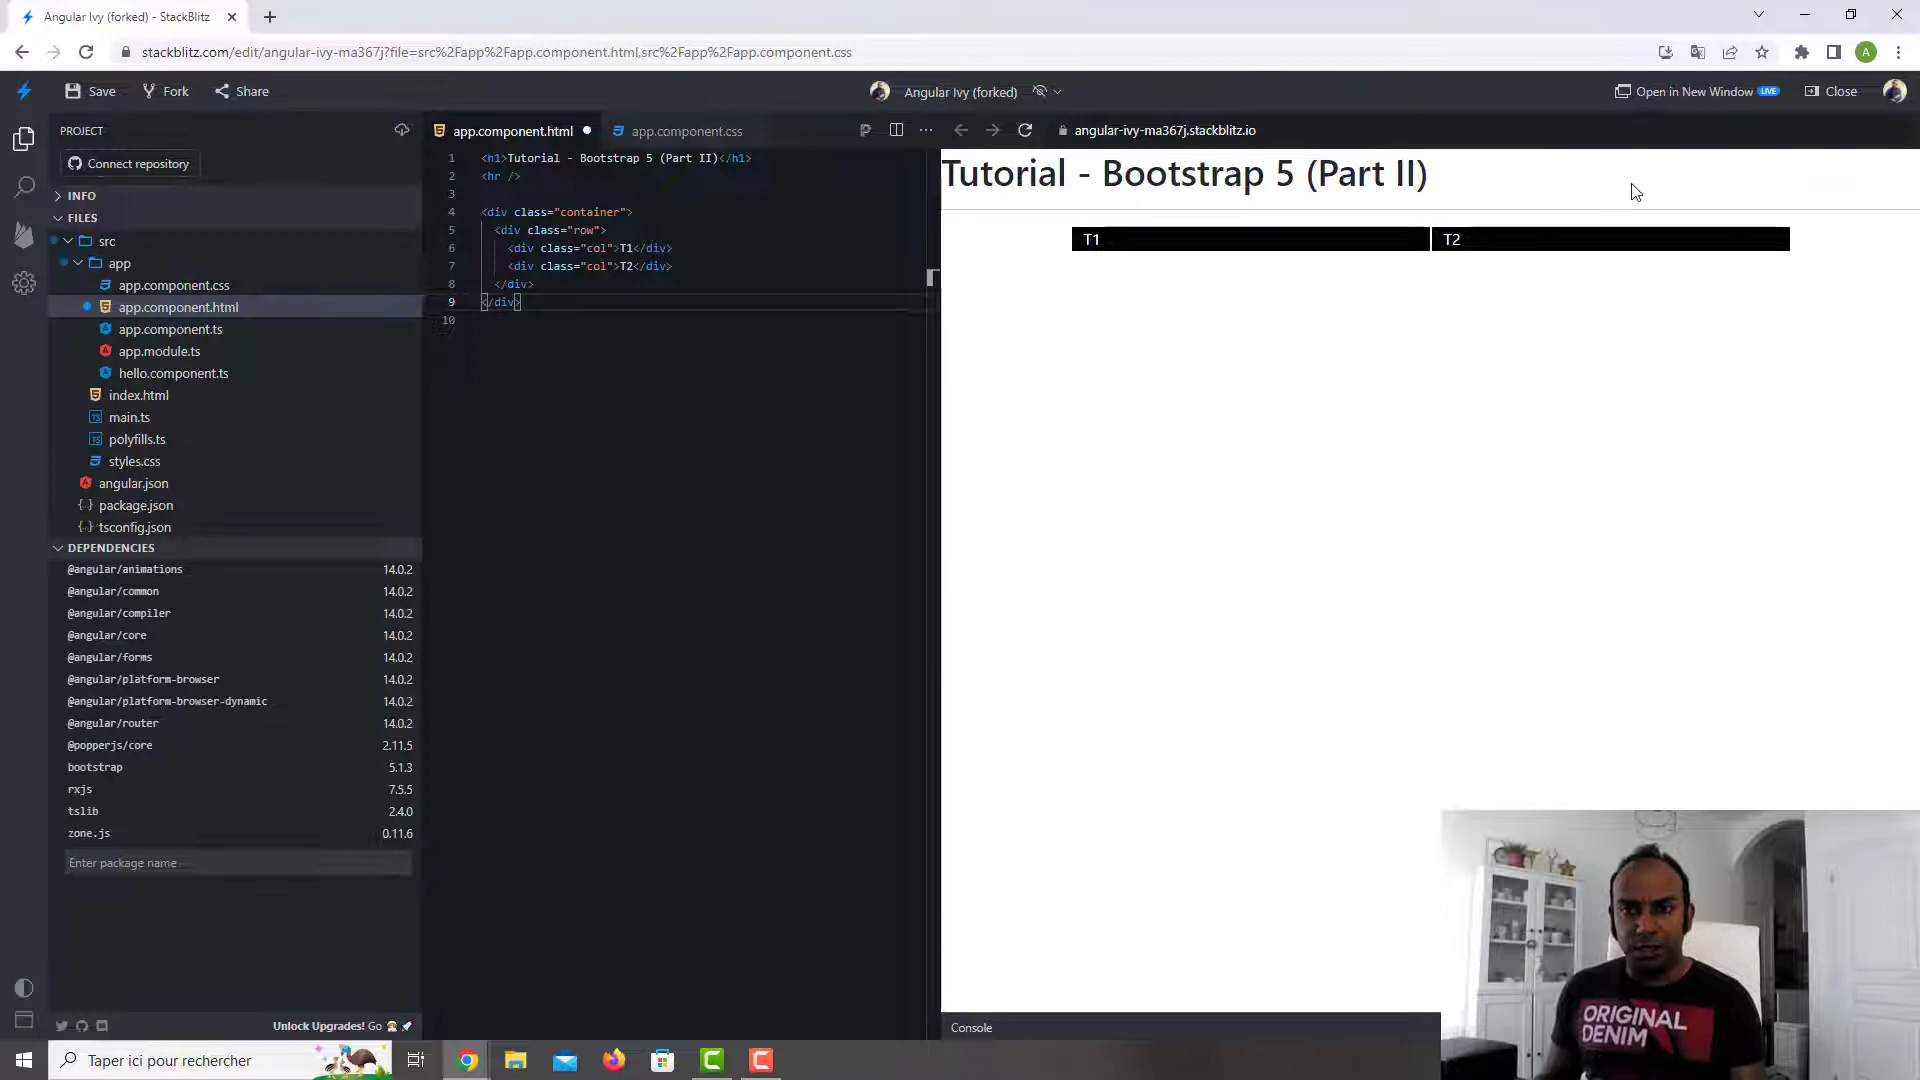 Angular Ivy (forked) - StackBlitz
stackblitz.com/edit/angular-ivy-ma367j?file=src%2Fapp%2Fapp.component.html,src%2Fapp%2Fapp.component.css
A
Save
Fork
Share
Angular Ivy (forked)
Open in New Window LIVE
Close
PROJECT
Connect repository
INFO
FILES
src
app
app.component.css
app.component.html
app.component.ts
app.module.ts
hello.component.ts
index.html
main.ts
polyfills.ts
styles.css
angular.json
package.json
tsconfig.json
DEPENDENCIES
@angular/animations 14.0.2
@angular/common 14.0.2
@angular/compiler 14.0.2
@angular/core 14.0.2
@angular/forms 14.0.2
@angular/platform-browser 14.0.2
@angular/platform-browser-dynamic 14.0.2
@angular/router 14.0.2
@popperjs/core 2.11.5
bootstrap 5.1.3
rxjs 7.5.5
tslib 2.4.0
zone.js 0.11.6
Enter package name
Unlock Upgrades! Go
app.component.html
app.component.css
1 <h1>Tutorial - Bootstrap 5 (Part II)</h1>
2 <hr />
3
4 <div class="container">
5 <div class="row">
6 <div class="col">T1</div>
7 <div class="col">T2</div>
8 </div>
9 </div>
10
angular-ivy-ma367j.stackblitz.io
Tutorial - Bootstrap 5 (Part II)
T1 T2
Console
ORIGINAL
DENIM
Taper ici pour rechercher